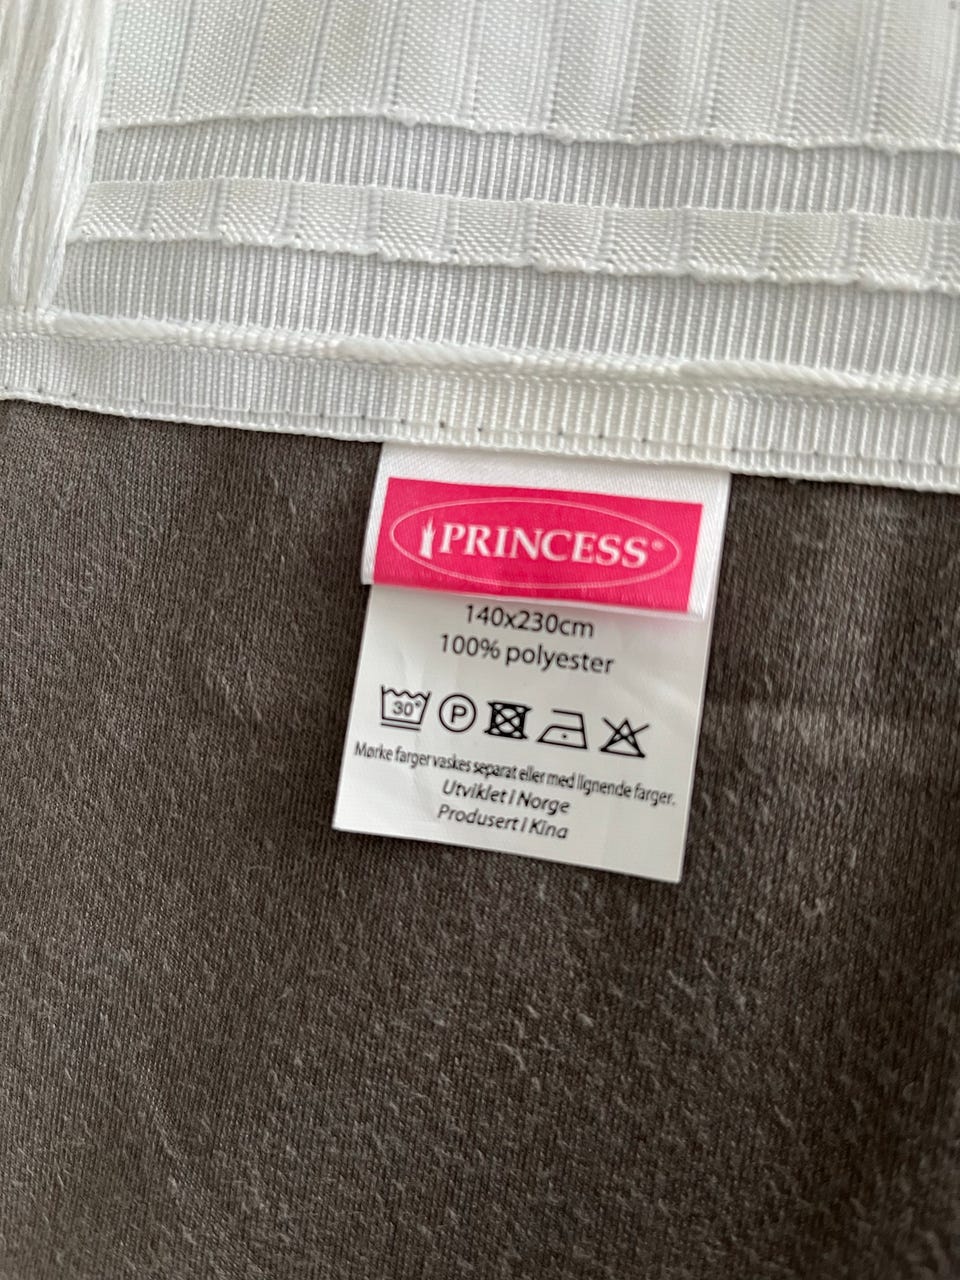 PRINCESS®
140x230cm
100% polyester
30° P
Mørke farger vaskes separat eller med lignende farger.
Utviklet i Norge
Produsert i Kina